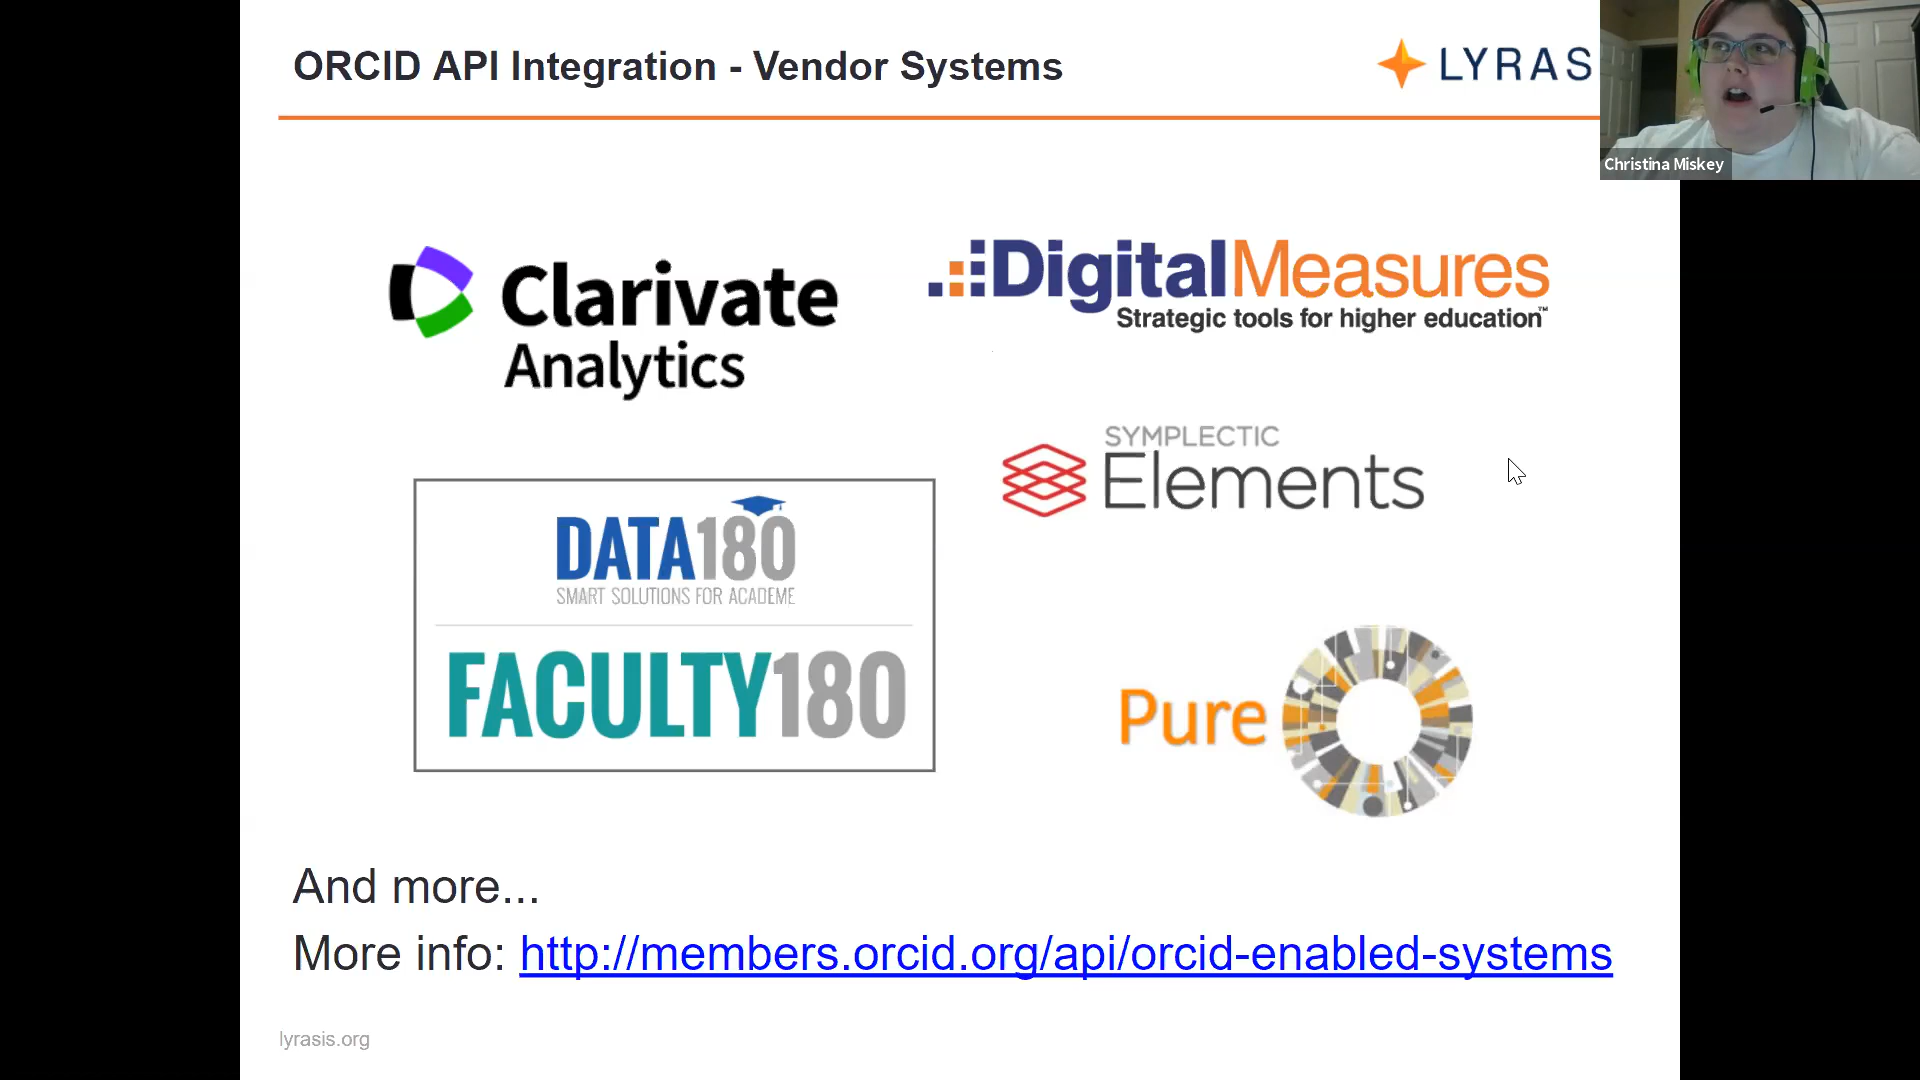 ORCID API Integration - Vendor Systems
LYRAS
Christina Miskey
Clarivate
Analytics
DigitalMeasures
Strategic tools for higher education™
SYMPLECTIC
Elements
DATA180
SMART SOLUTIONS FOR ACADEME
FACULTY180
Pure
And more...
More info: http://members.orcid.org/api/orcid-enabled-systems
lyrasis.org